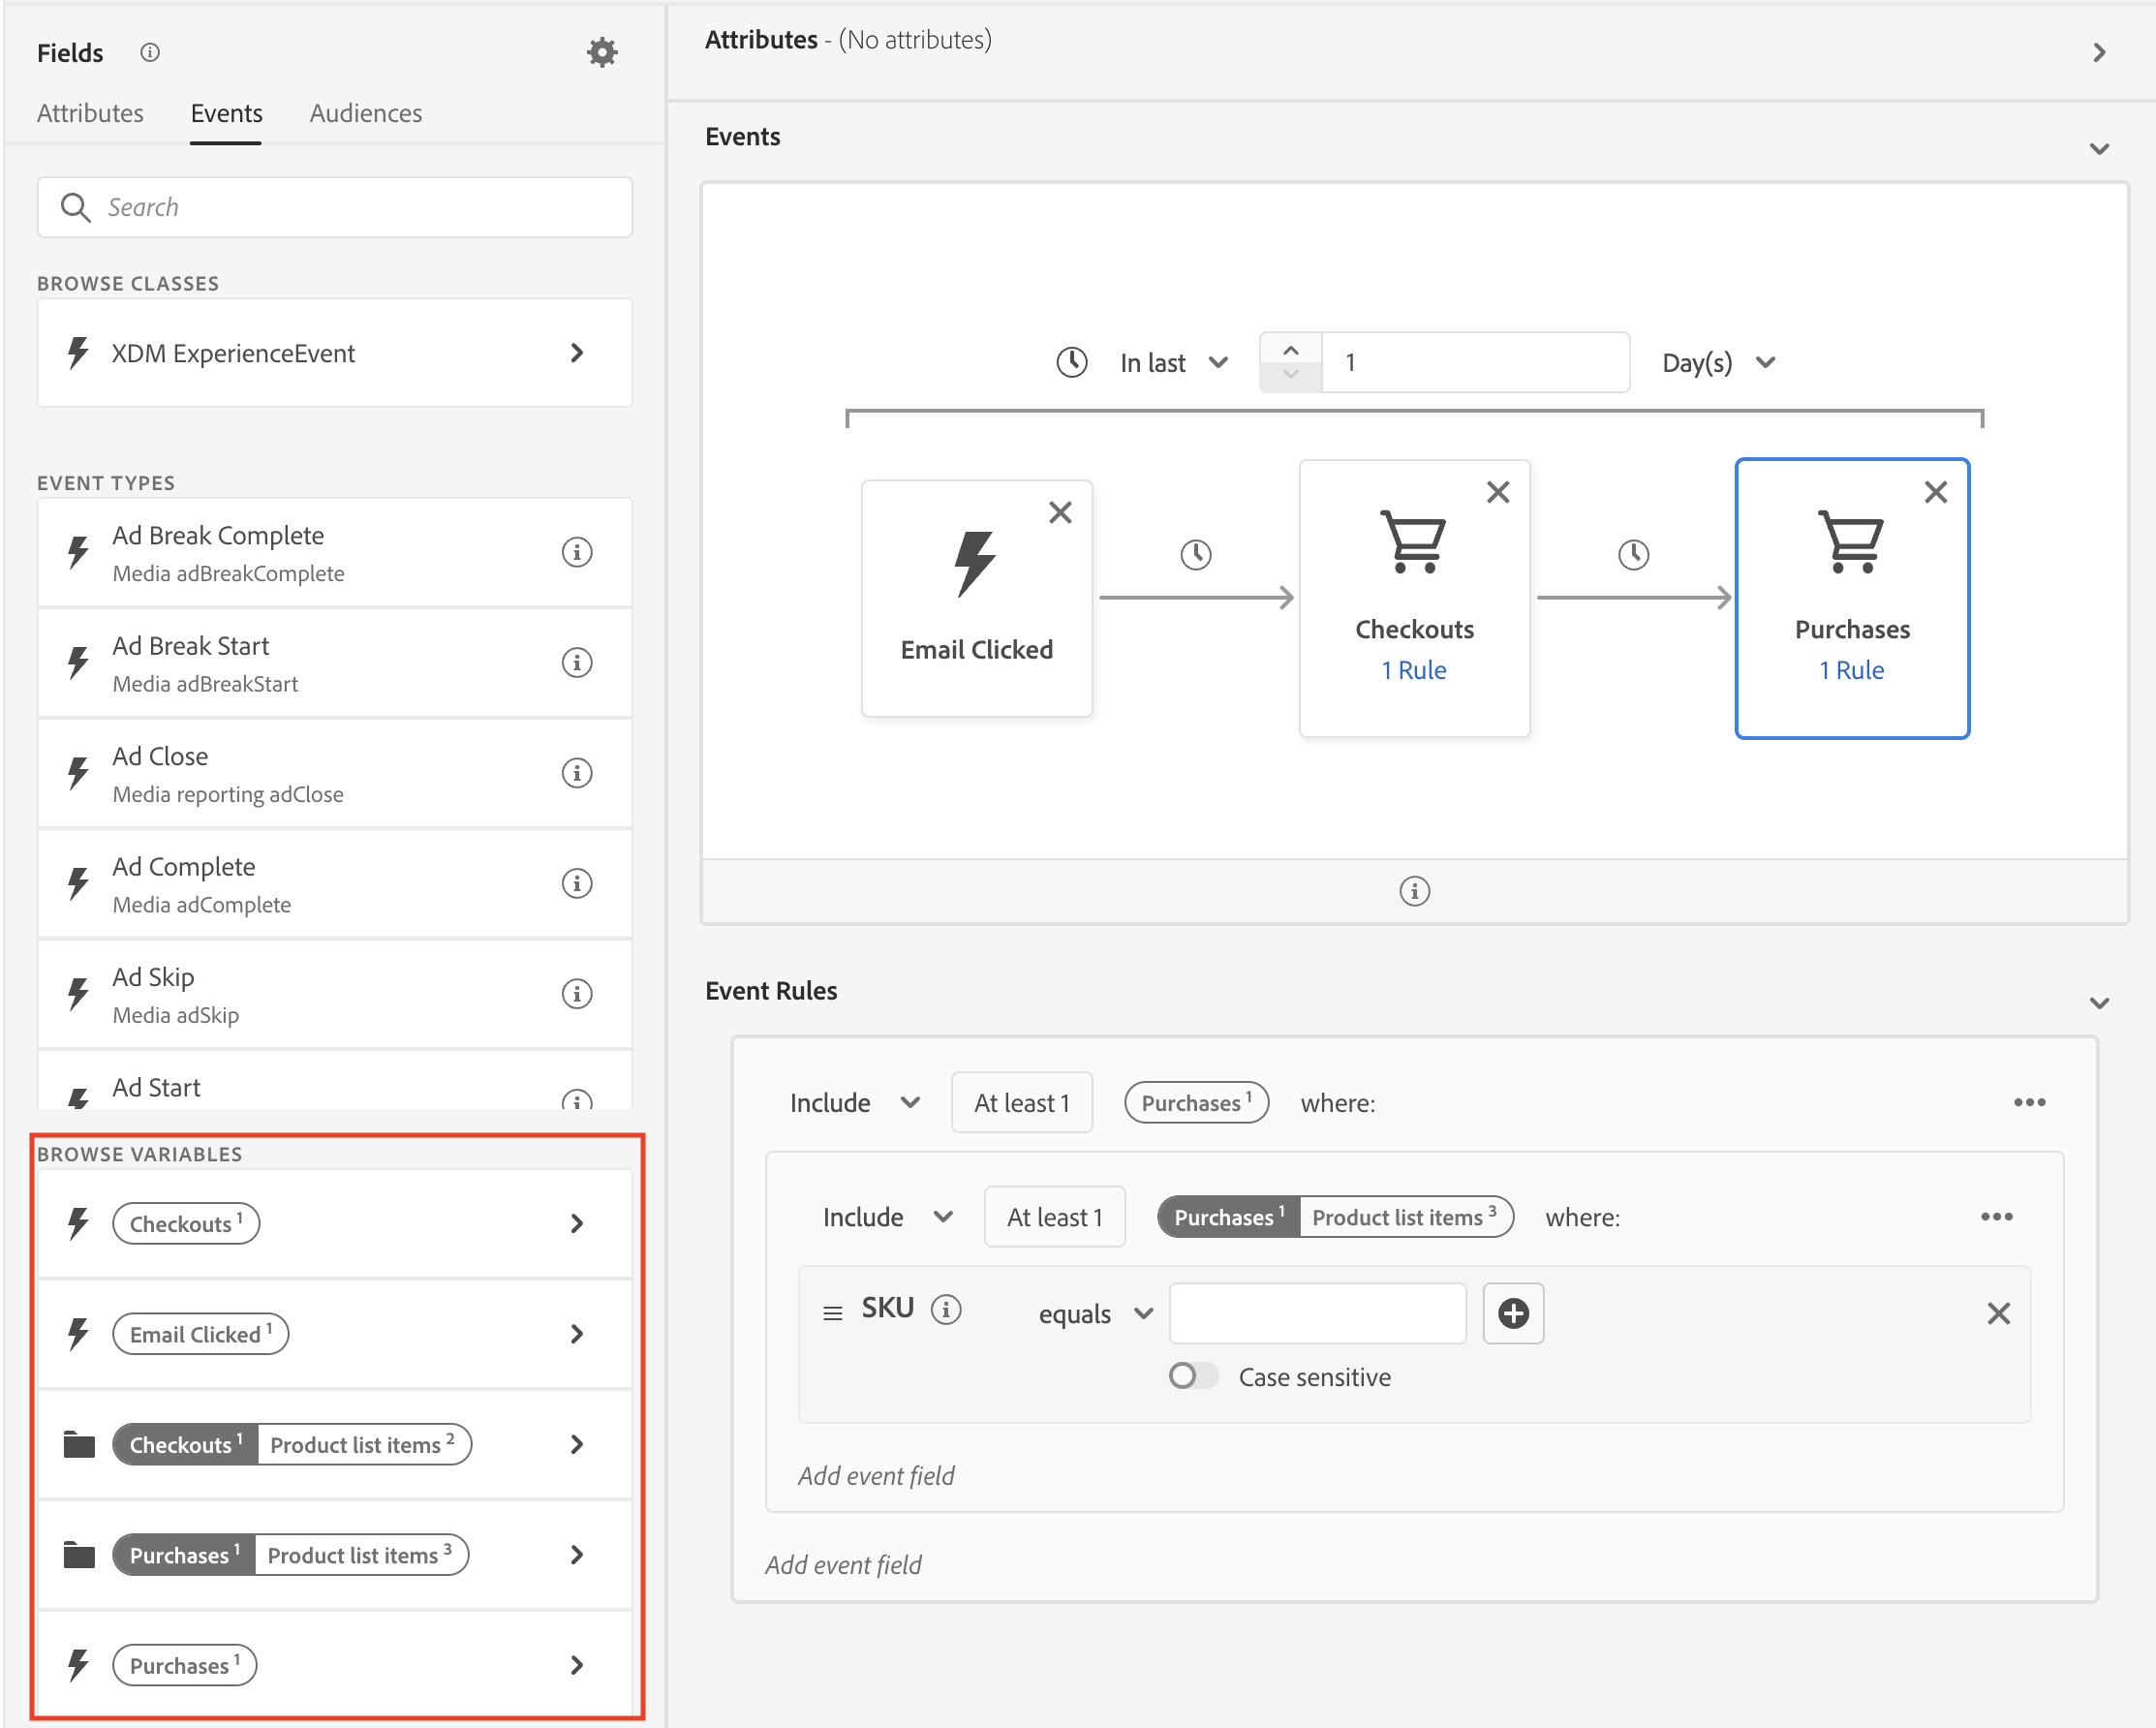 Fields
Attributes Events Audiences
Search
BROWSE CLASSES
XDM ExperienceEvent
EVENT TYPES
Ad Break Complete
Media adBreakComplete
Ad Break Start
Media adBreakStart
Ad Close
Media reporting adClose
Ad Complete
Media adComplete
Ad Skip
Media adSkip
Ad Start
BROWSE VARIABLES
Checkouts 1
Email Clicked 1
Checkouts 1 Product list items 2
Purchases 1 Product list items 3
Purchases 1
Attributes - (No attributes)
Events
In last 1 Day(s)
Email Clicked
Checkouts
1 Rule
Purchases
1 Rule
Event Rules
Include At least 1 Purchases 1 where:
Include At least 1 Purchases 1 Product list items 3 where:
SKU equals
Case sensitive
Add event field
Add event field